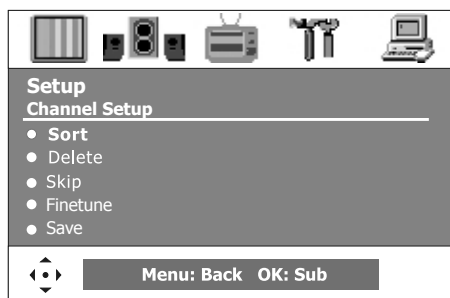 Setup
Channel Setup
Sort
Delete
Skip
Finetune
Save
Menu: Back OK: Sub